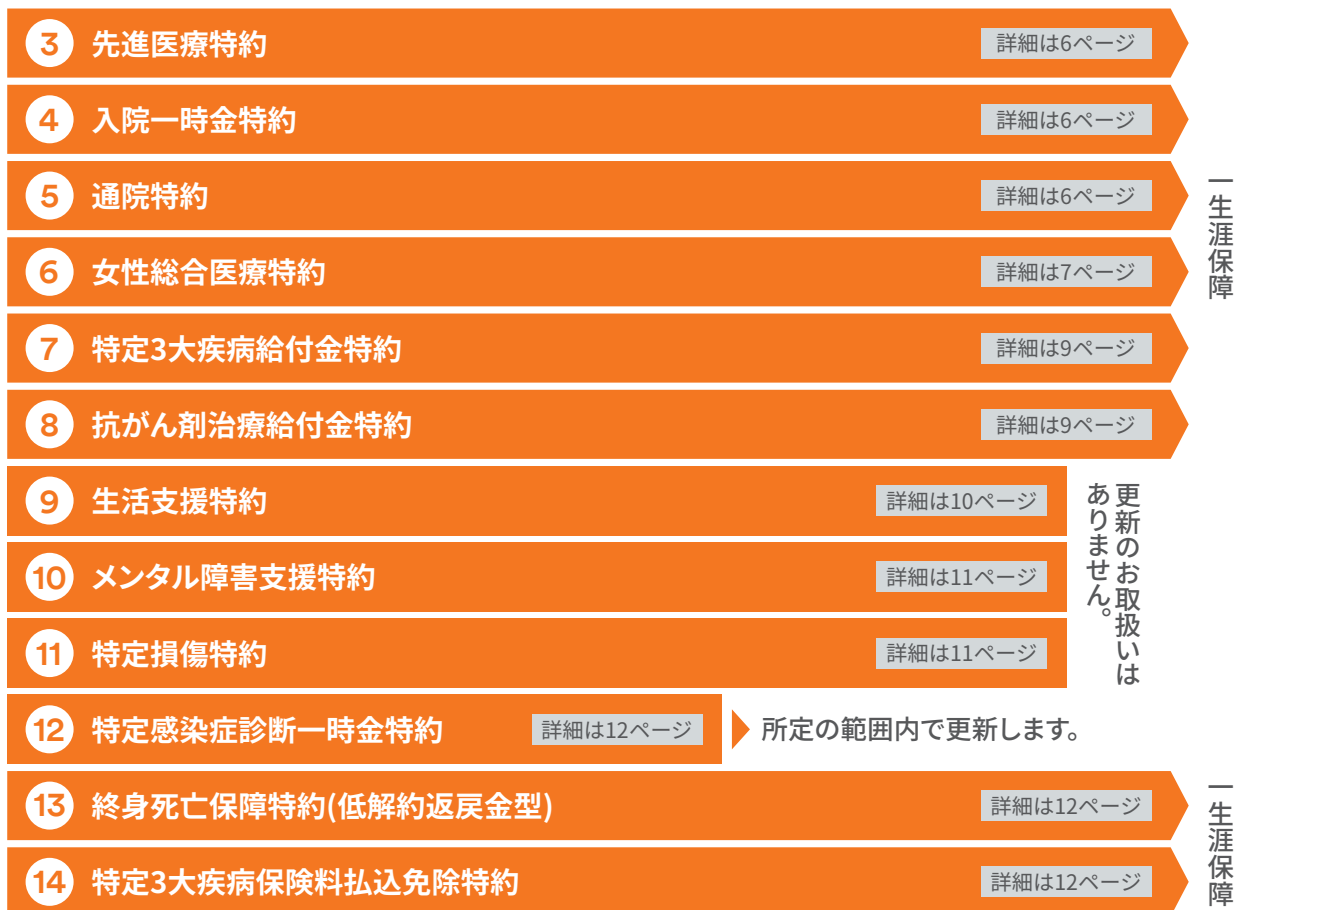 3 先進医療特約 詳細は6ページ
4 入院一時金特約 詳細は6ページ
5 通院特約 詳細は6ページ
6 女性総合医療特約 詳細は7ページ
7 特定3大疾病給付金特約 詳細は9ページ
8 抗がん剤治療給付金特約 詳細は9ページ
一生涯保障
9 生活支援特約 詳細は10ページ
10 メンタル障害支援特約 詳細は11ページ
11 特定損傷特約 詳細は11ページ
更新のお取扱いは
ありません。
12 特定感染症診断一時金特約 詳細は12ページ 所定の範囲内で更新します。
13 終身死亡保障特約(低解約返戻金型) 詳細は12ページ
14 特定3大疾病保険料払込免除特約 詳細は12ページ
一生涯保障